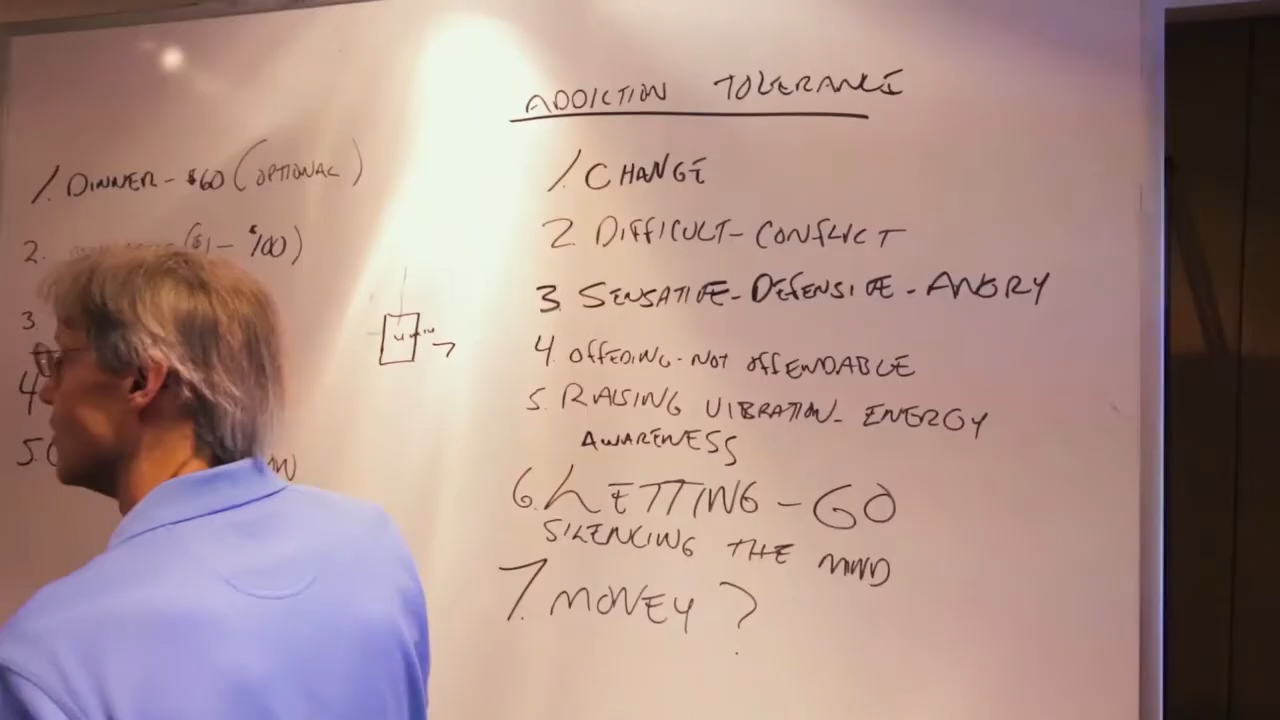 1. DINNER - $60 (OPTIONAL)
2. ($1 - $100)
3
4
5.
ADDICTION TOLERANCE
1. CHANGE
2. DIFFICULT - CONFLICT
3. SENSATIVE - DEFENSIVE - ANGRY
4. OFFEDING - NOT OFFENDABLE
5. RAISING VIBRATION - ENERGY
AWARENESS
6. LETTING - GO
SILENCING THE MIND
7. MONEY ?